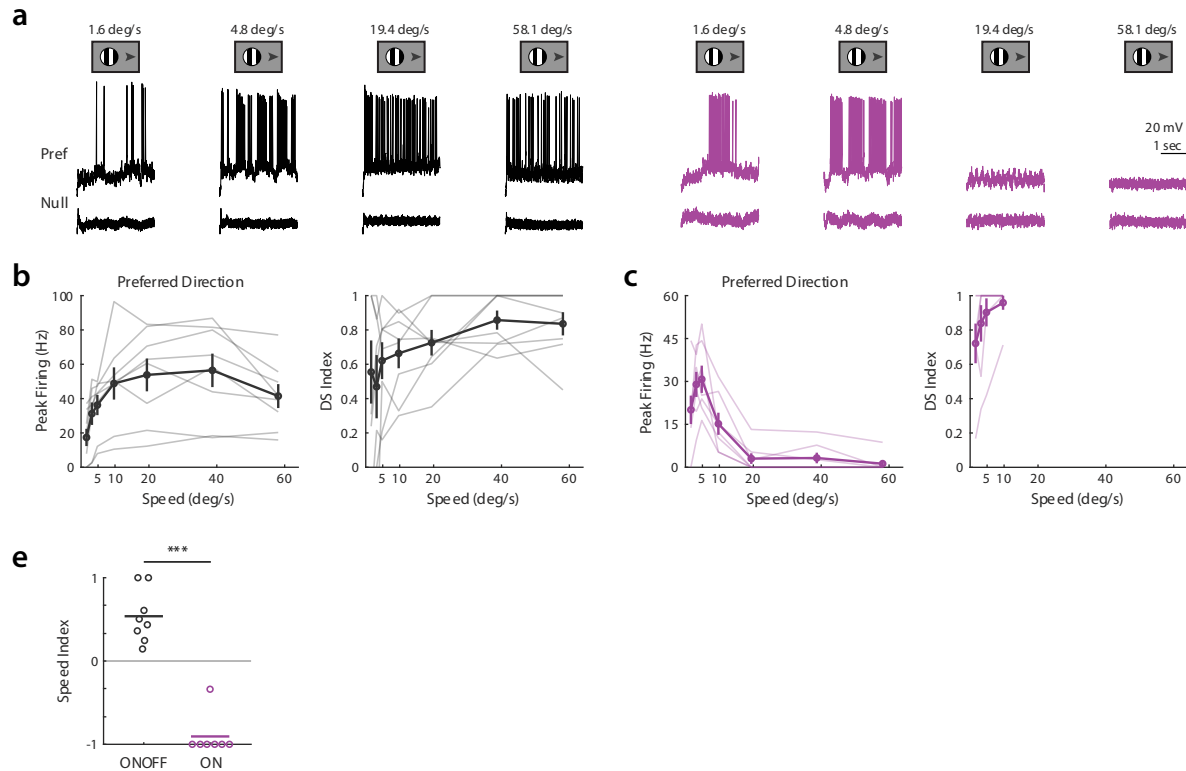 a
1.6 deg/s 4.8 deg/s 19.4 deg/s 58.1 deg/s 1.6 deg/s 4.8 deg/s 19.4 deg/s 58.1 deg/s
20 mV
1 sec
Pref
Null
b
Preferred Direction
100
80
60
40
20
0
Peak Firing (Hz)
5 10 20 40 60
Speed (deg/s)
1
0.8
0.6
0.4
0.2
0
DS Index
5 10 20 40 60
Speed (deg/s)
c
Preferred Direction
60
45
30
15
0
Peak Firing (Hz)
5 10 20 40 60
Speed (deg/s)
1
0.8
0.6
0.4
0.2
0
DS Index
5 10 20 40 60
Speed (deg/s)
e
***
1
0
-1
Speed Index
ONOFF ON